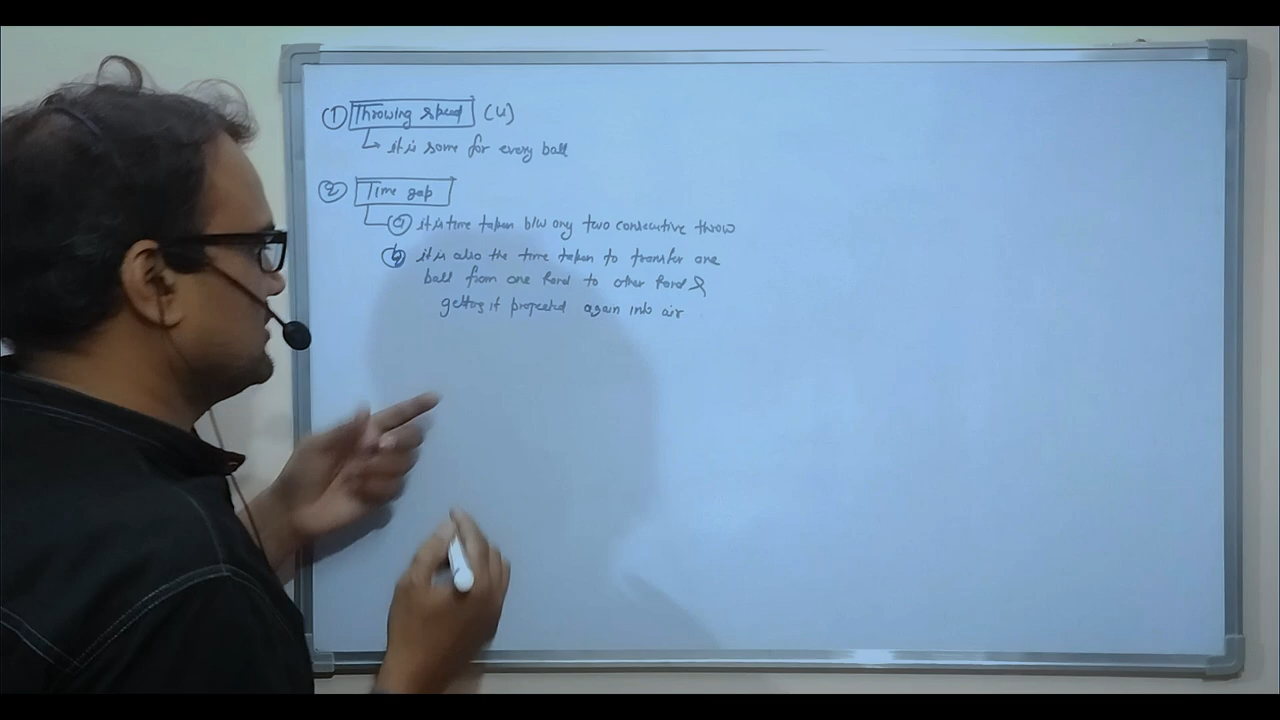 ① Throwing speed (u)
↳ it is same for every ball
② Time gap
ⓐ it is time taken b/w any two consecutive throw
ⓑ it is also the time taken to transfer one
ball from one hand to other hand &
getting it projected again into air